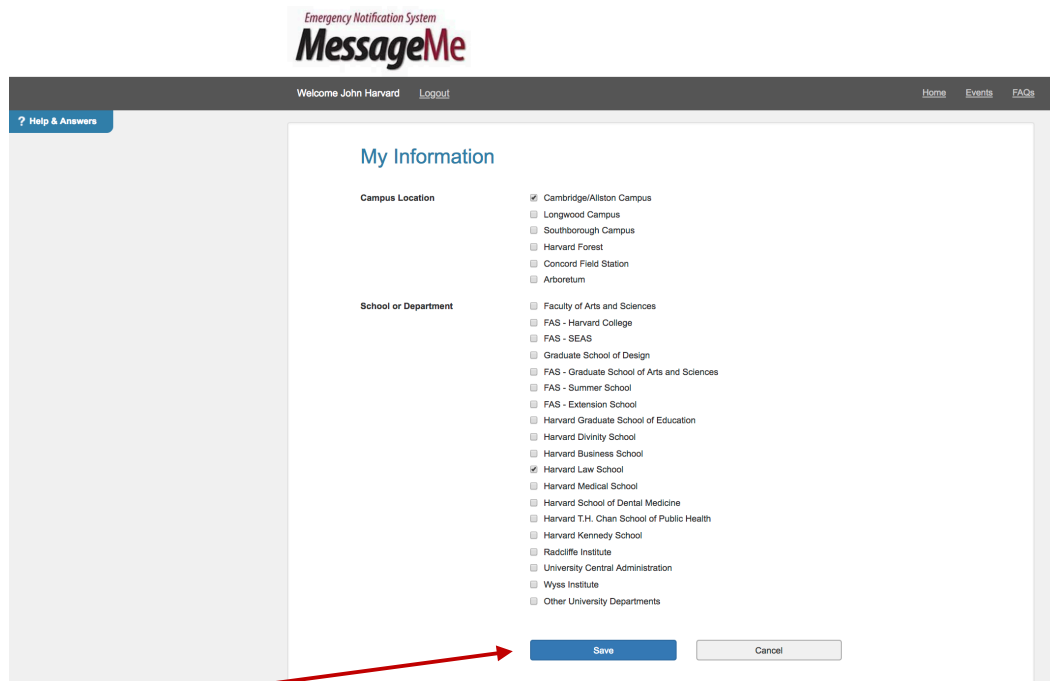 Emergency Notification System
MessageMe
Welcome John Harvard Logout Home Events FAQs
? Help & Answers
My Information
Campus Location
Cambridge/Allston Campus
Longwood Campus
Southborough Campus
Harvard Forest
Concord Field Station
Arboretum
School or Department
Faculty of Arts and Sciences
FAS - Harvard College
FAS - SEAS
Graduate School of Design
FAS - Graduate School of Arts and Sciences
FAS - Summer School
FAS - Extension School
Harvard Graduate School of Education
Harvard Divinity School
Harvard Business School
Harvard Law School
Harvard Medical School
Harvard School of Dental Medicine
Harvard T.H. Chan School of Public Health
Harvard Kennedy School
Radcliffe Institute
University Central Administration
Wyss Institute
Other University Departments
Save Cancel